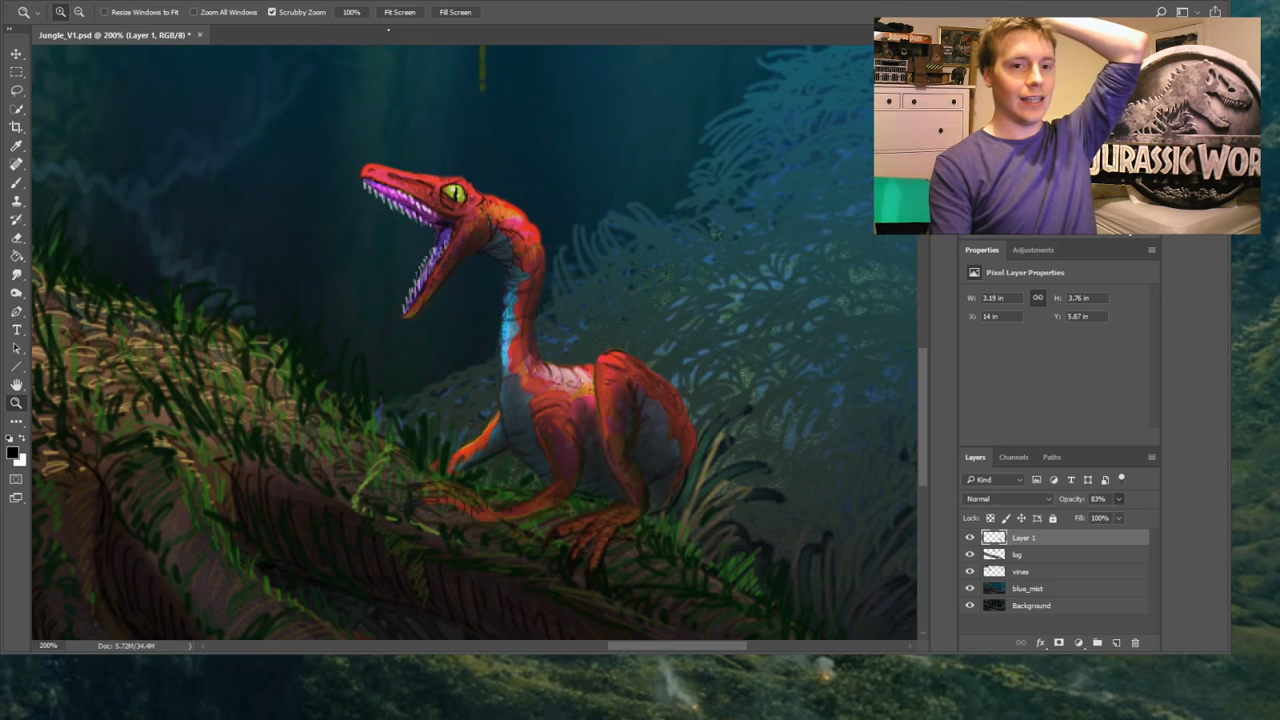 Resize Windows to Fit Zoom All Windows Scrubby Zoom 100% Fit Screen Fill Screen
Jungle_V1.psd @ 200% (Layer 1, RGB/8) *
JURASSIC WOR
Properties Adjustments
Pixel Layer Properties
W: 3.19 in H: 3.76 in
X: 14 in Y: 5.87 in
Layers Channels Paths
Kind
Normal Opacity: 83%
Lock: Fill: 100%
Layer 1
log
vines
blue_mist
Background
200% Doc: 5.72M/34.4M